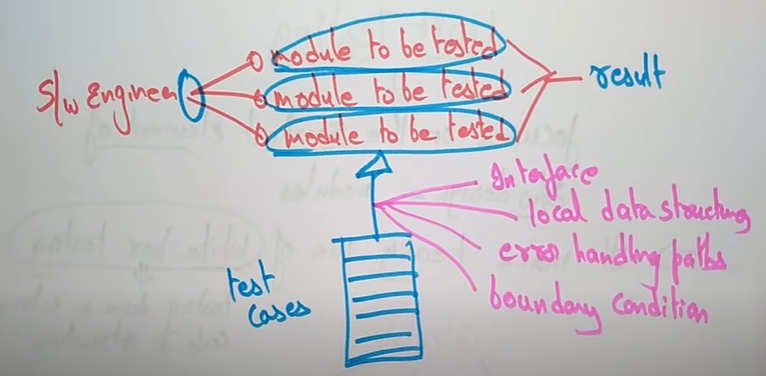 module to be tested
S/w Engineer
module to be tested
result
module to be tested
Interface
local data structing
error handling paths
boundary condition
test
cases